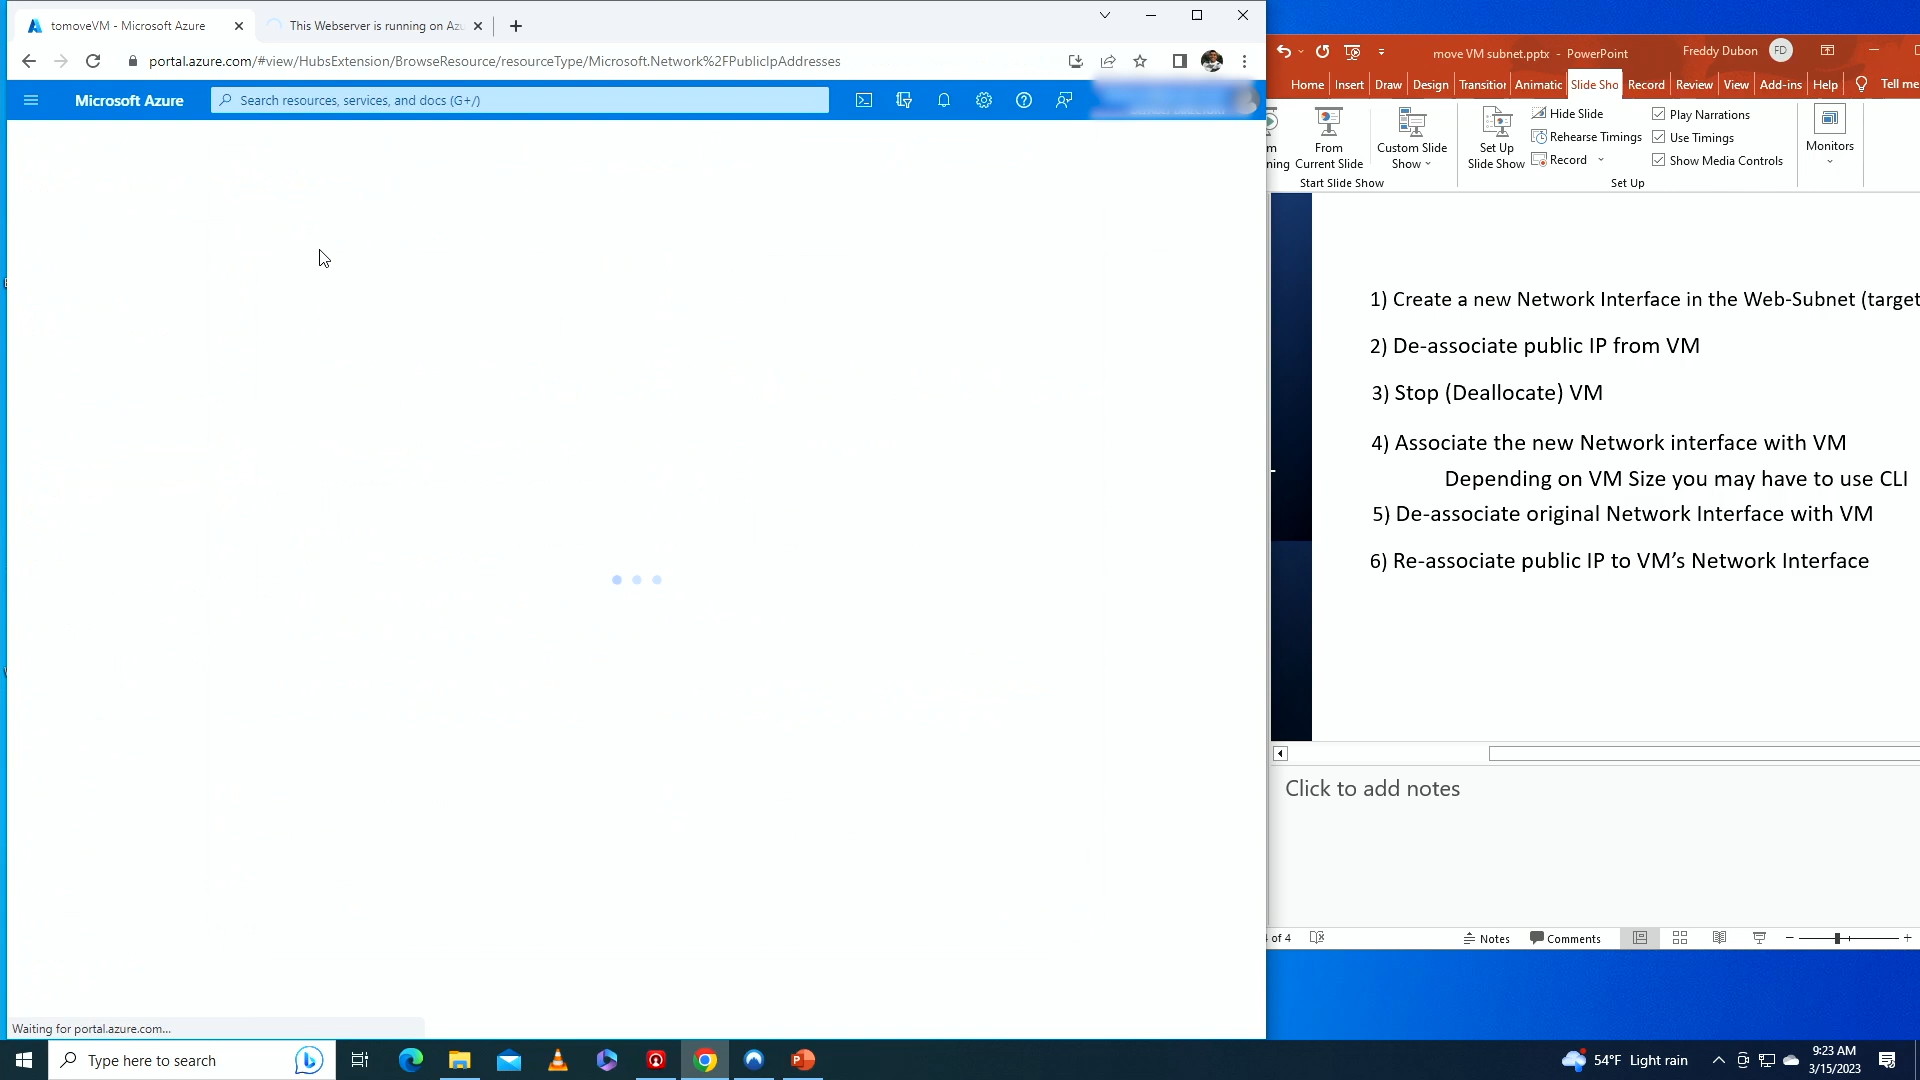 tomoveVM - Microsoft Azure
This Webserver is running on Azu
portal.azure.com/#view/HubsExtension/BrowseResource/resourceType/Microsoft.Network%2FPublicIpAddresses
Microsoft Azure
Search resources, services, and docs (G+/)
Waiting for portal.azure.com...
move VM subnet.pptx - PowerPoint
Freddy Dubon
FD
Home
Insert
Draw
Design
Transition
Animatic
Slide Sho
Record
Review
View
Add-ins
Help
Tell me
From
Current Slide
Custom Slide
Show
Start Slide Show
Set Up
Slide Show
Hide Slide
Rehearse Timings
Record
Play Narrations
Use Timings
Show Media Controls
Set Up
Monitors
1) Create a new Network Interface in the Web-Subnet (target
2) De-associate public IP from VM
3) Stop (Deallocate) VM
4) Associate the new Network interface with VM
Depending on VM Size you may have to use CLI
5) De-associate original Network Interface with VM
6) Re-associate public IP to VM’s Network Interface
Click to add notes
of 4
Notes
Comments
Type here to search
54°F Light rain
9:23 AM
3/15/2023